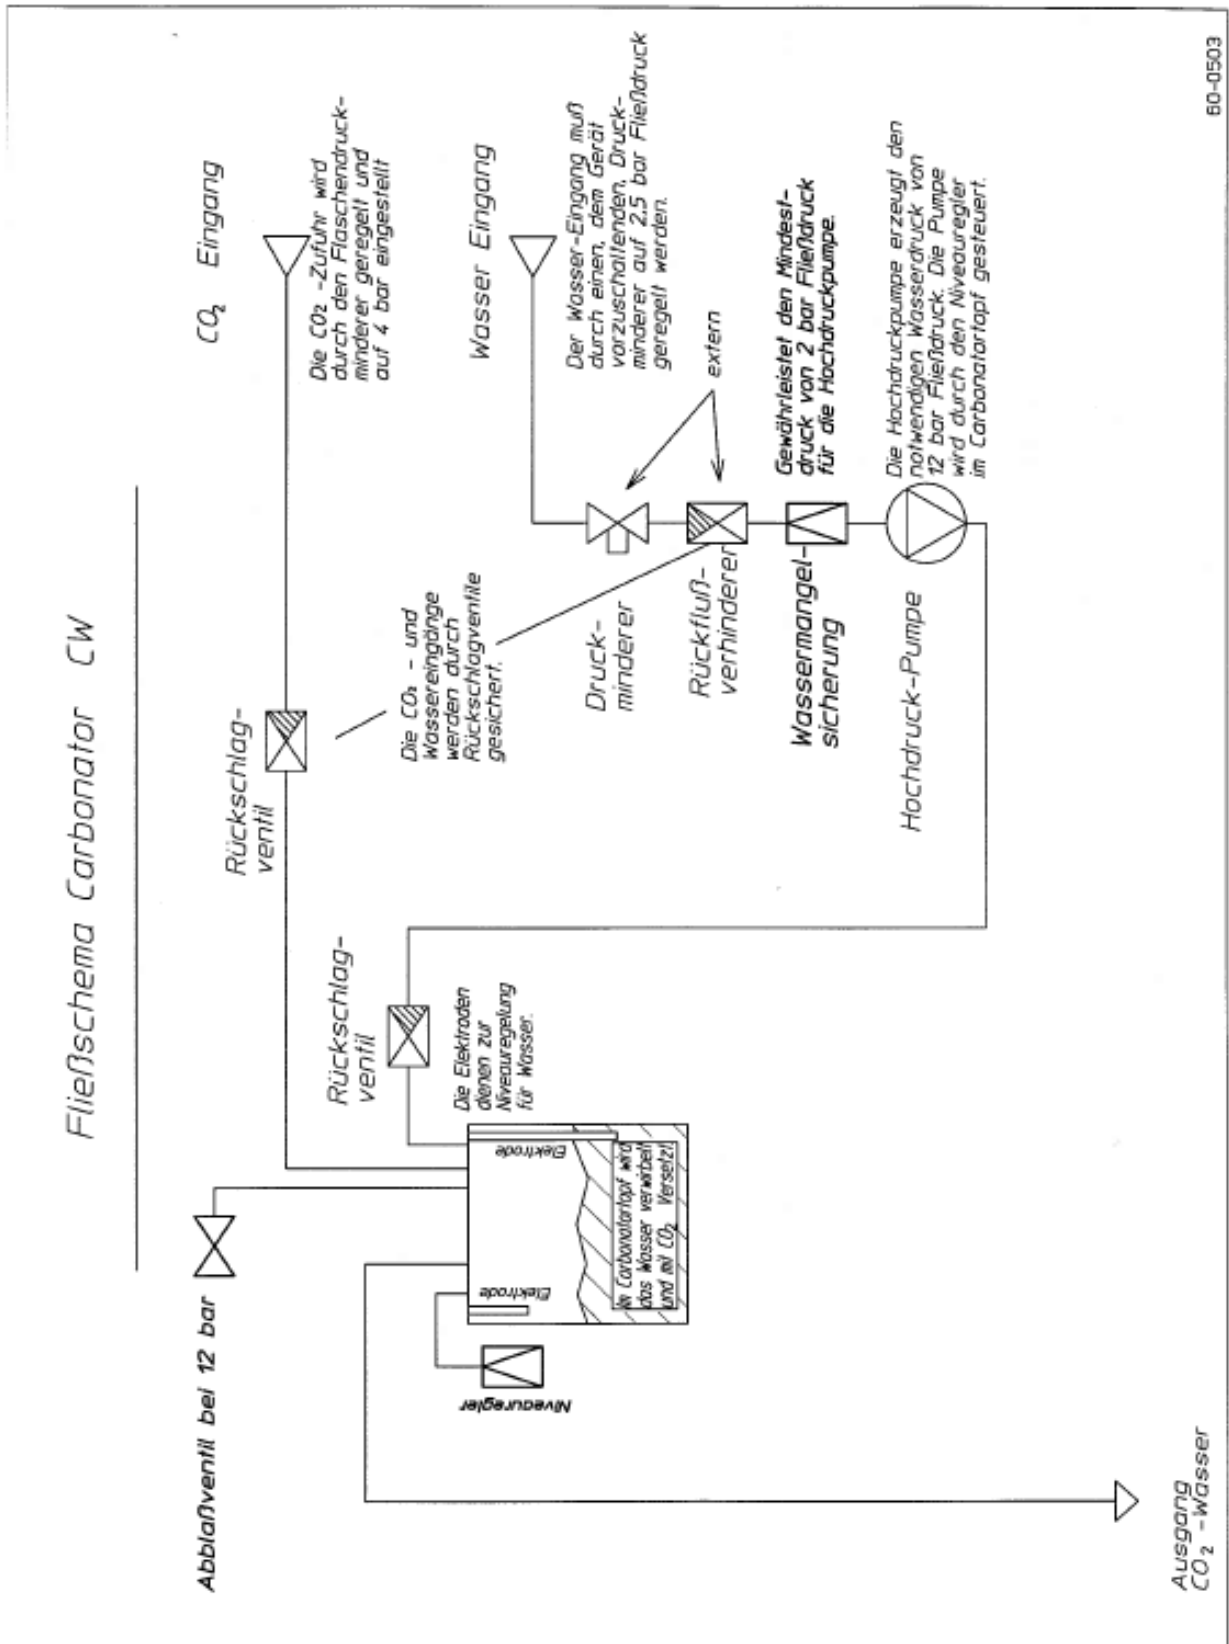 Fließschema Carbonator CW
Abblaßventil bei 12 bar
Rückschlag-
ventil
CO₂ Eingang
Die CO₂ -Zufuhr wird
durch den Flaschendruck-
minderer geregelt und
auf 4 bar eingestellt
Rückschlag-
ventil
Die CO₂ - und
Wassereingänge
werden durch
Rückschlagventile
gesichert.
Wasser Eingang
Der Wasser-Eingang muß
durch einen, dem Gerät
vorzuschaltenden, Druck-
minderer auf 2,5 bar Fließdruck
geregelt werden.
extern
Die Elektroden
dienen zur
Niveauregelung
für Wasser.
Elektrode
Elektrode
Niveauregler
Im Carbonatortopf wird
das Wasser verwirbelt
und mit CO₂ Versetzt.
Druck-
minderer
Rückfluß-
verhinderer
Wassermangel-
sicherung
Gewährleistet den Mindest-
druck von 2 bar Fließdruck
für die Hochdruckpumpe.
Hochdruck-Pumpe
Die Hochdruckpumpe erzeugt den
notwendigen Wasserdruck von
12 bar Fließdruck. Die Pumpe
wird durch den Niveauregler
im Carbonatortopf gesteuert.
Ausgang
CO₂ -Wasser
60-0503